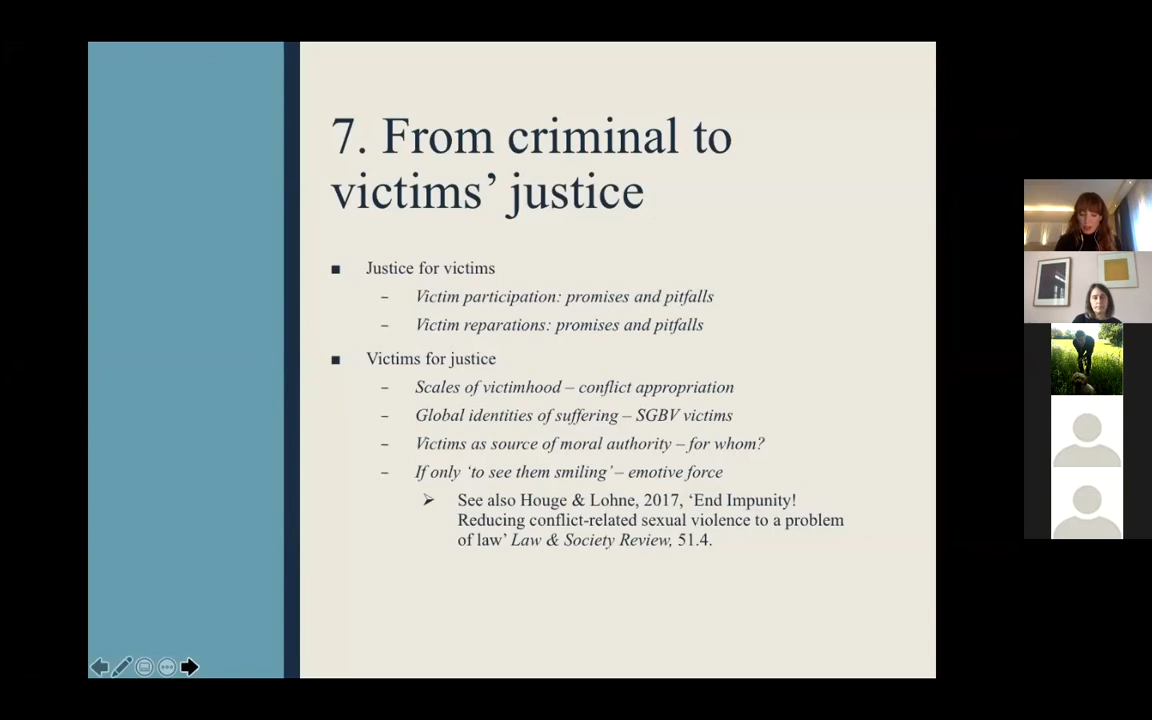 7. From criminal to
victims’ justice
■ Justice for victims
– Victim participation: promises and pitfalls
– Victim reparations: promises and pitfalls
■ Victims for justice
– Scales of victimhood – conflict appropriation
– Global identities of suffering – SGBV victims
– Victims as source of moral authority – for whom?
– If only ‘to see them smiling’ – emotive force
➢ See also Houge & Lohne, 2017, ‘End Impunity!
Reducing conflict-related sexual violence to a problem
of law’ Law & Society Review, 51.4.